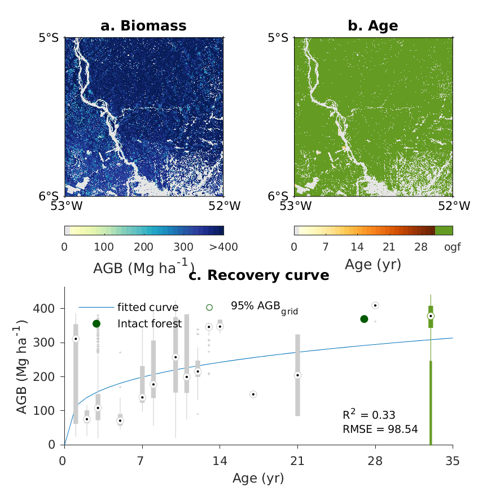 a. Biomass
b. Age
5°S
5°S
6°S
6°S
53°W
52°W
53°W
52°W
0 100 200 300 >400
0 7 14 21 28 ogf
AGB (Mg ha⁻¹)
Age (yr)
c. Recovery curve
400
300
200
100
0
AGB (Mg ha⁻¹)
fitted curve
95% AGB_grid
Intact forest
R² = 0.33
RMSE = 98.54
0 7 14 21 28 35
Age (yr)